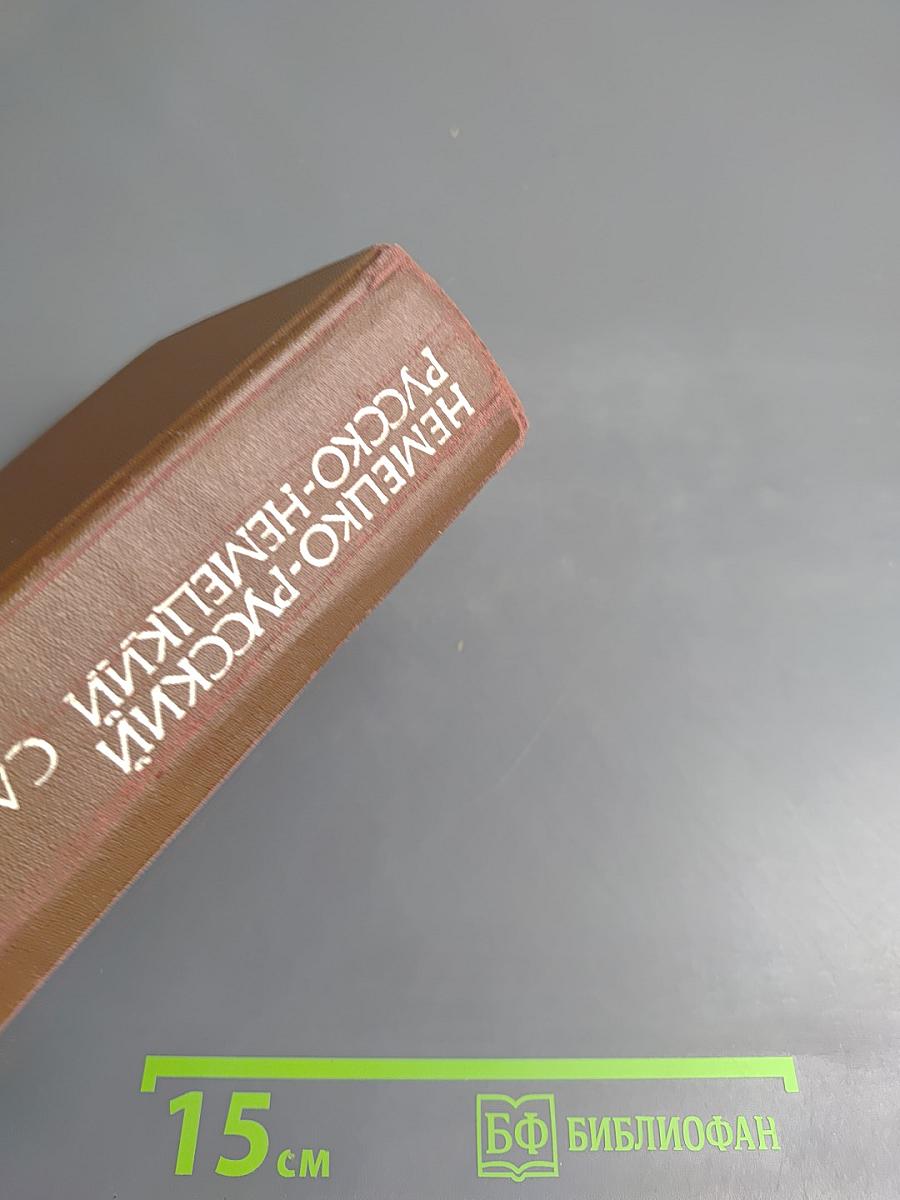 НЕМЕЦКО-РУССКИЙ
РУССКО-НЕМЕЦКИЙ
15 см
БФ БИБЛИОФАН